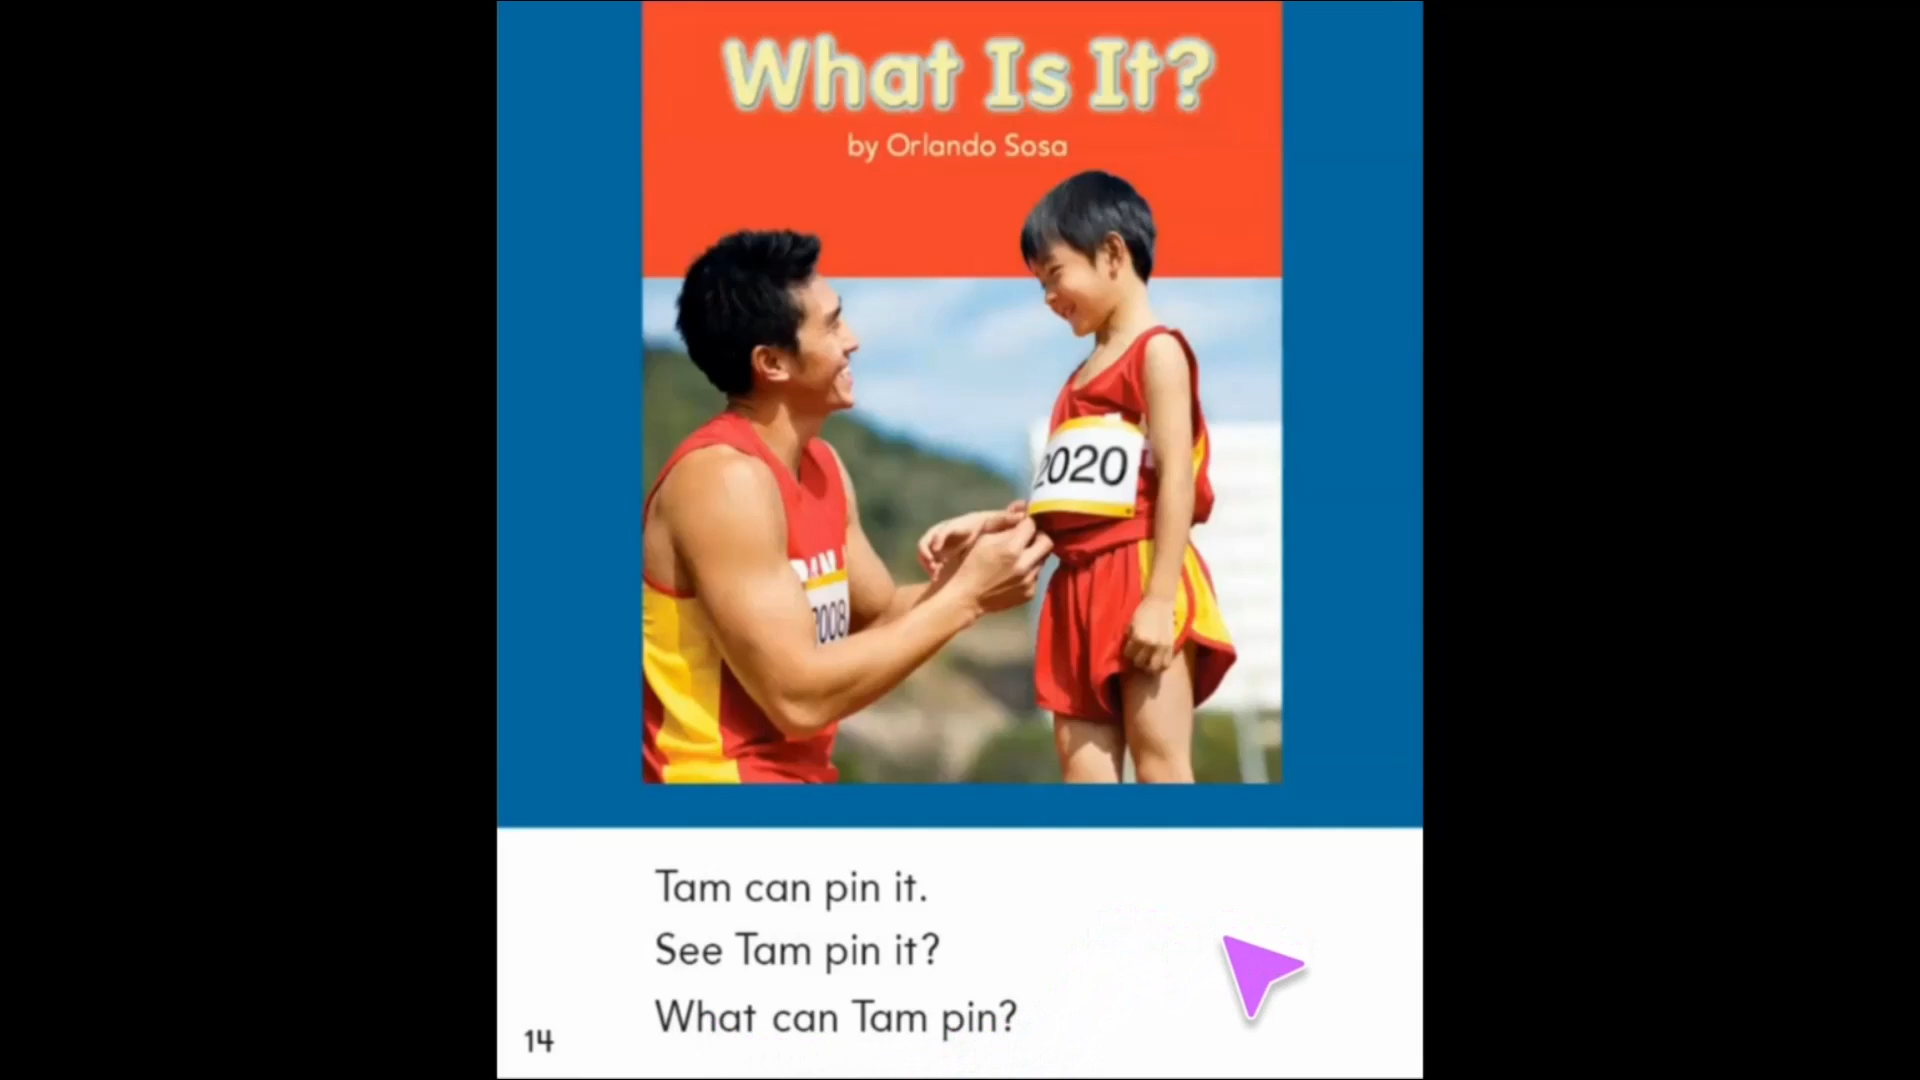 What Is It?
by Orlando Sosa
2020
2008
Tam can pin it.
See Tam pin it?
What can Tam pin?
14